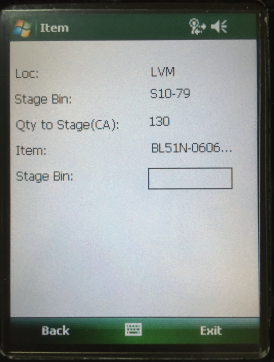 Item
Loc: LVM
Stage Bin: S10-79
Qty to Stage(CA): 130
Item: BL51N-0606...
Stage Bin:
Back Exit